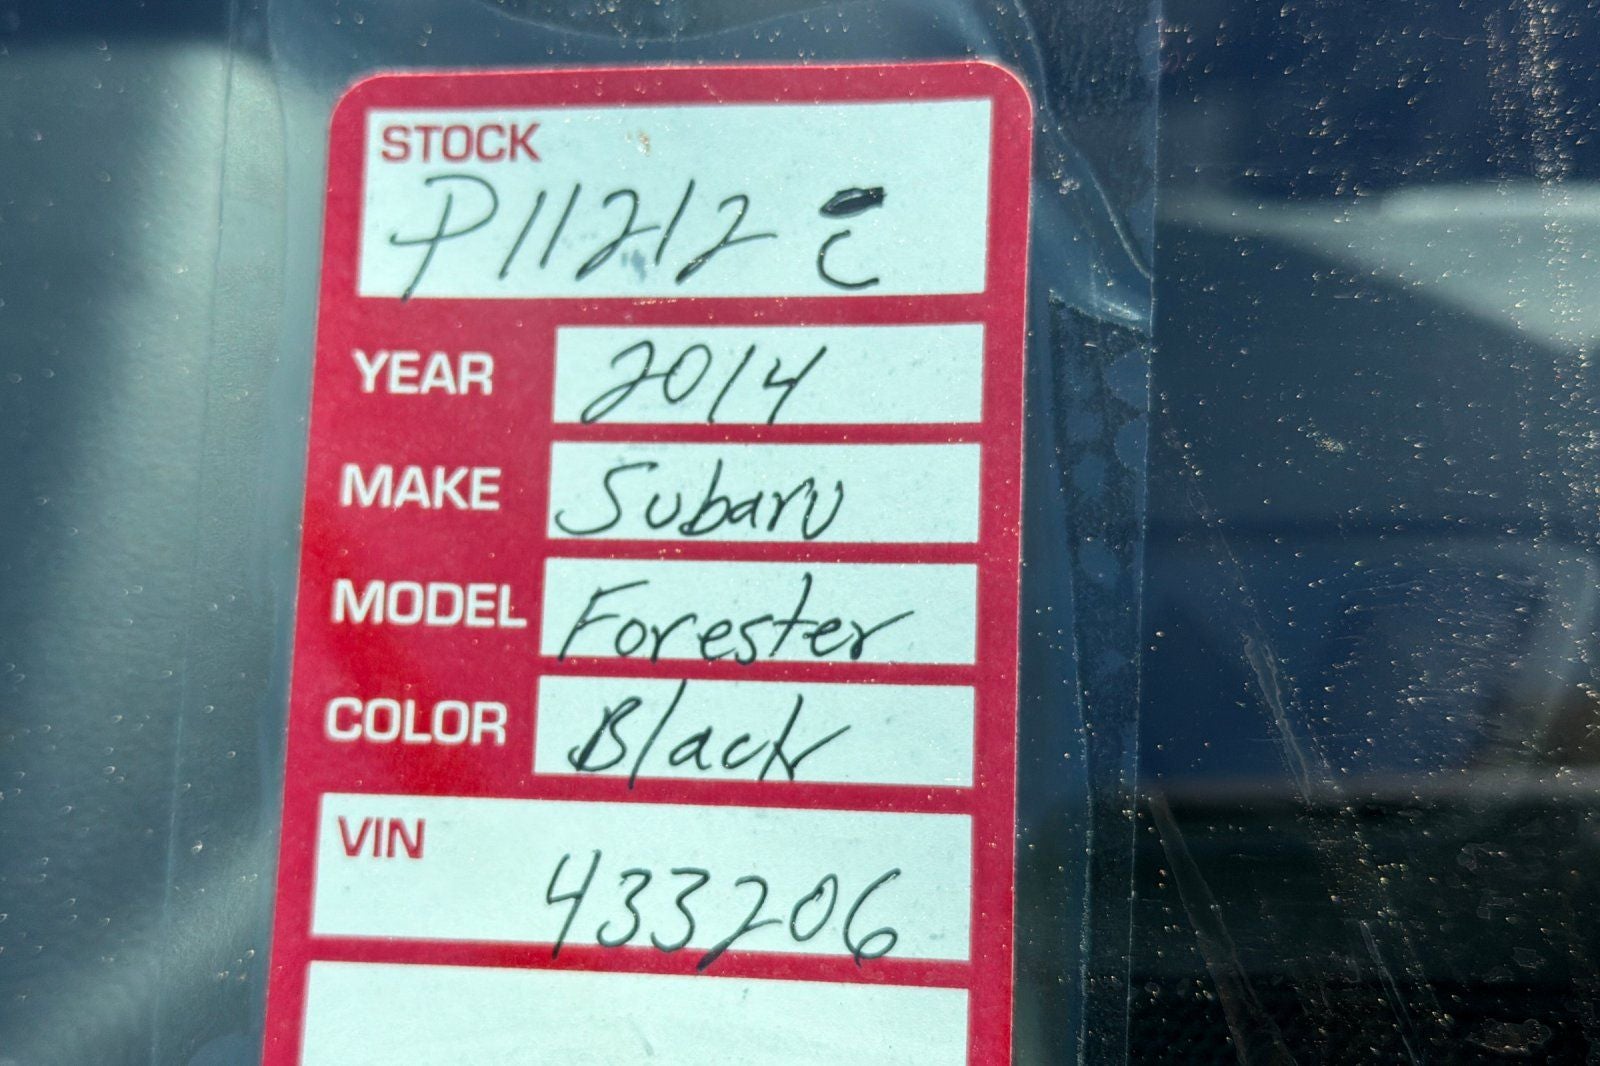 STOCK
P11212 C
YEAR 2014
MAKE Subaru
MODEL Forester
COLOR Black
VIN
433206